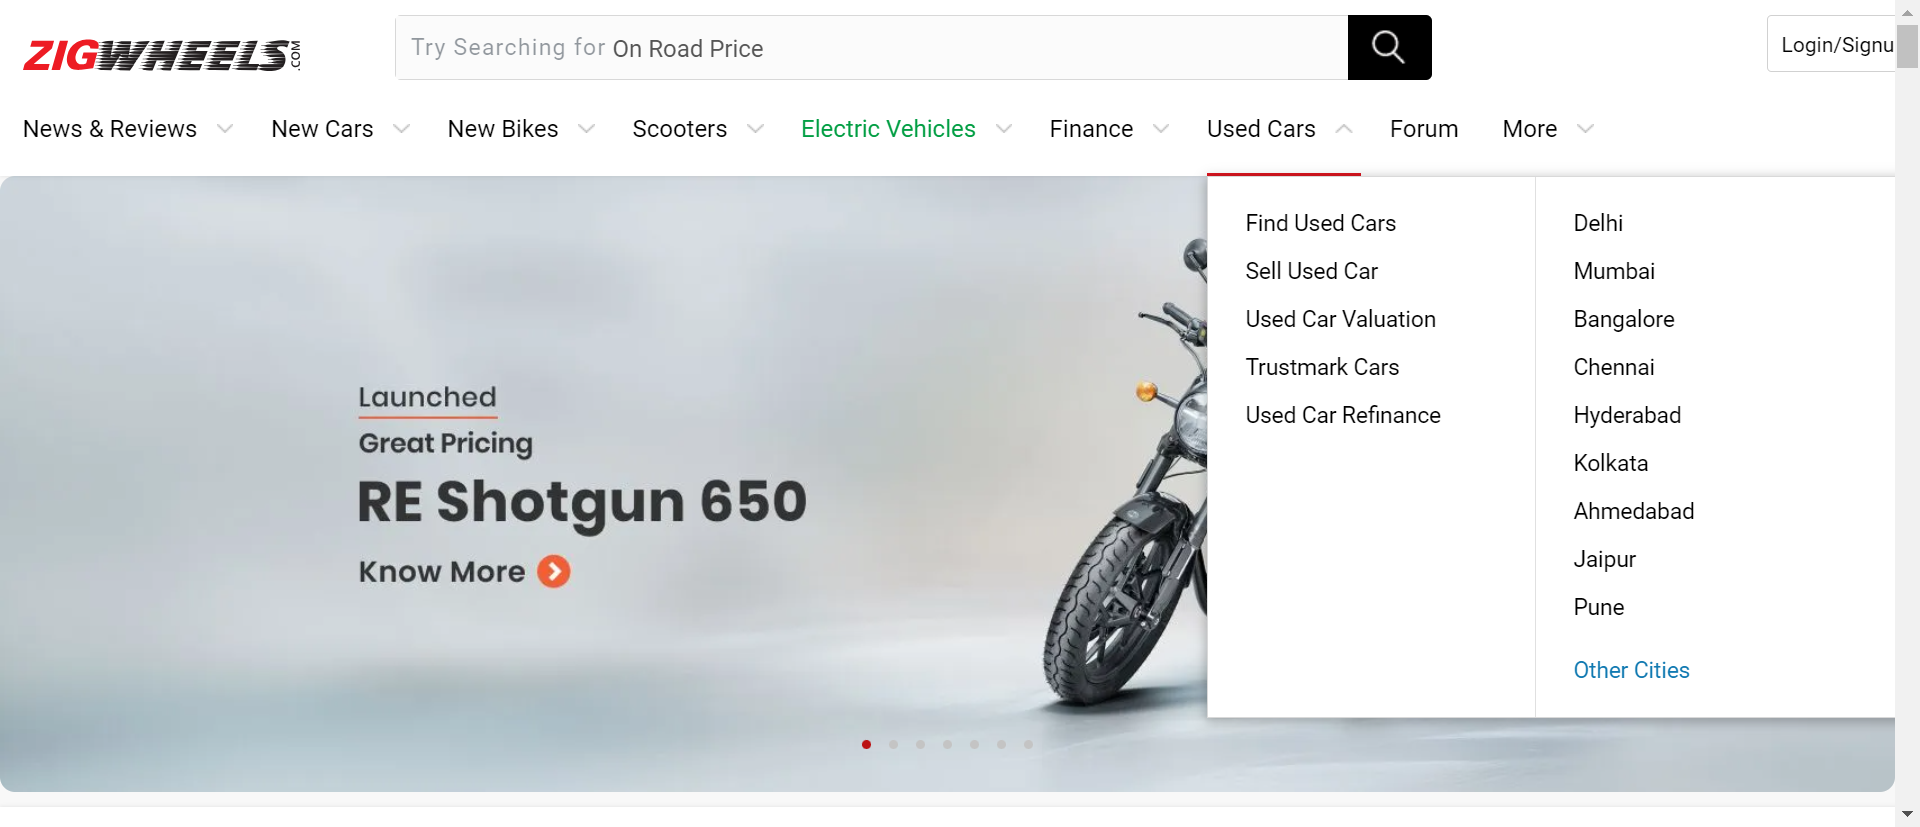 ZIGWHEELS.COM
Try Searching for On Road Price
Login/Signu
News & Reviews
New Cars
New Bikes
Scooters
Electric Vehicles
Finance
Used Cars
Forum
More
Find Used Cars
Sell Used Car
Used Car Valuation
Trustmark Cars
Used Car Refinance
Delhi
Mumbai
Bangalore
Chennai
Hyderabad
Kolkata
Ahmedabad
Jaipur
Pune
Other Cities
Launched
Great Pricing
RE Shotgun 650
Know More